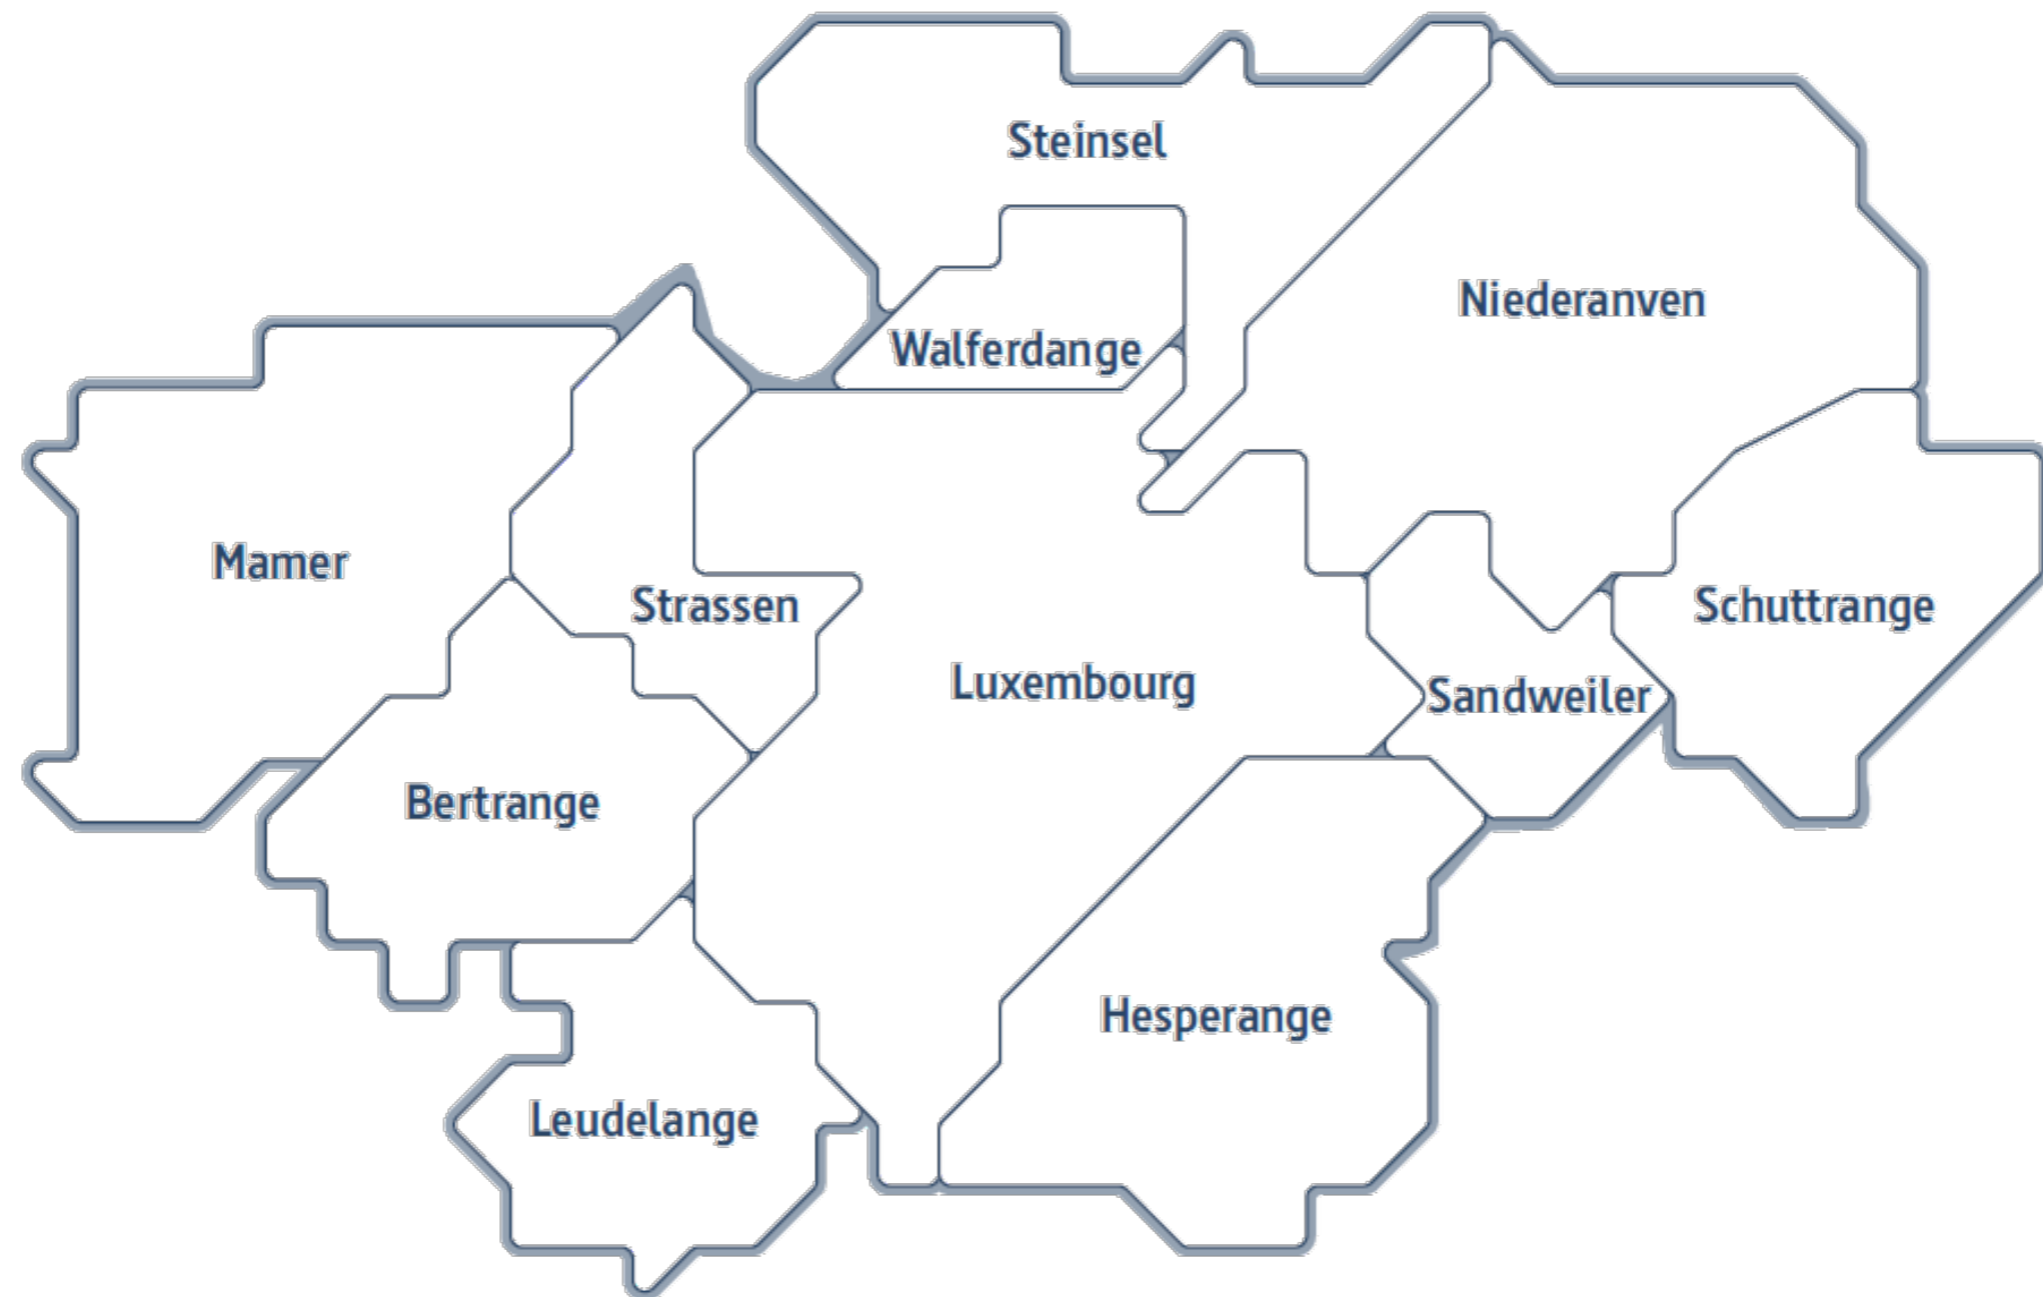 Steinsel
Niederanven
Walferdange
Mamer
Strassen
Schuttrange
Luxembourg
Sandweiler
Bertrange
Hesperange
Leudelange